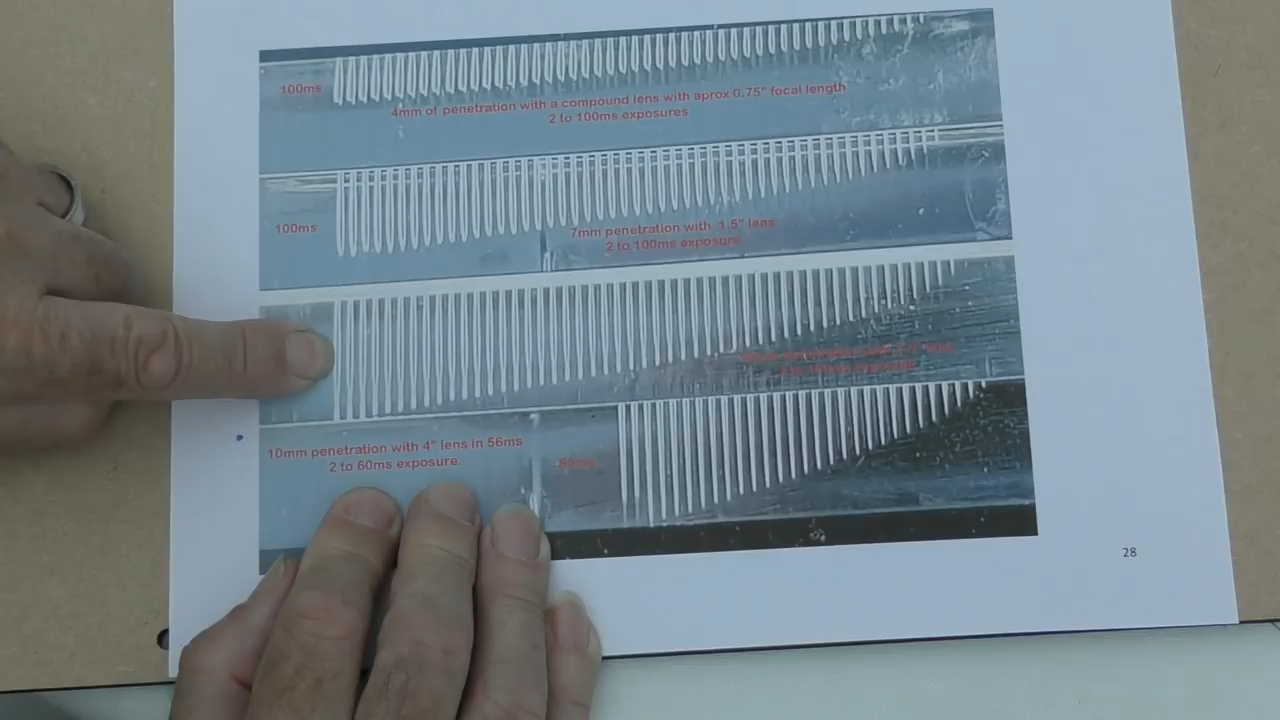 100ms
4mm of penetration with a compound lens with aprox 0.75" focal length
2 to 100ms exposures
100ms
7mm penetration with 1.5" lens
2 to 100ms exposure
10mm penetration with 4" lens in 56ms
2 to 60ms exposure.
60ms
28